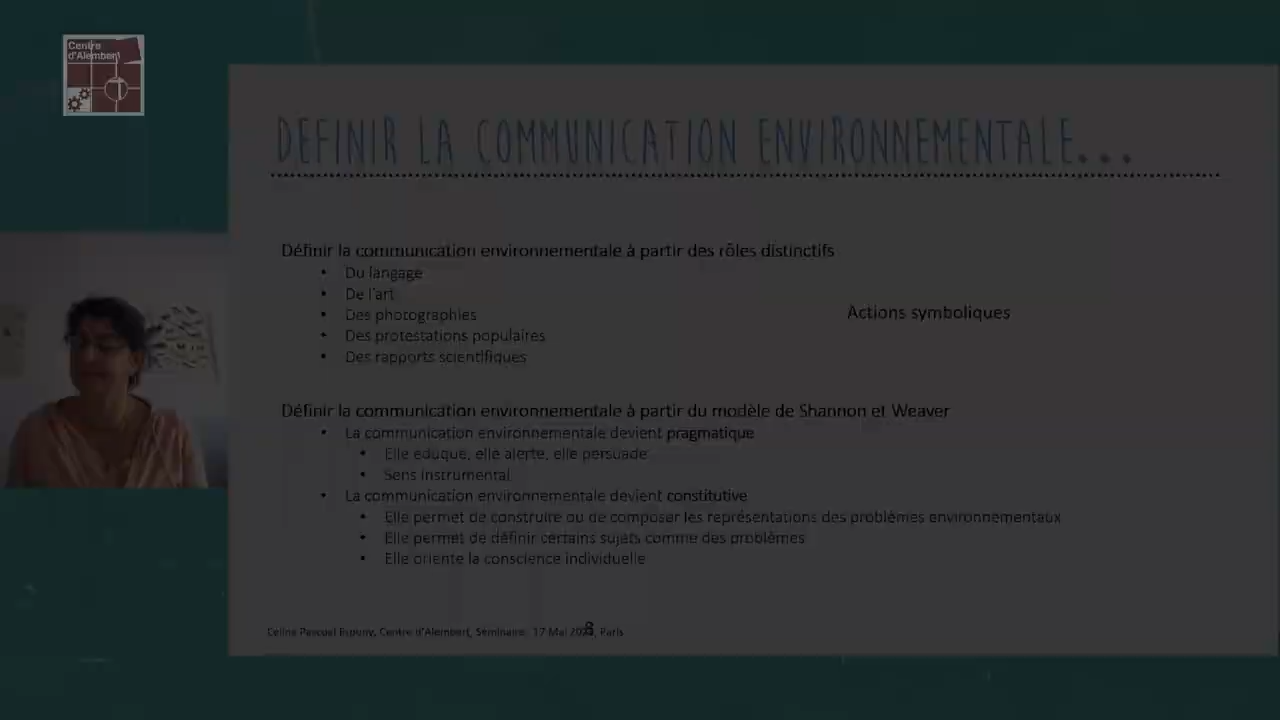 Centre
d'Alembert
DEFINIR LA COMMUNICATION ENVIRONNEMENTALE...
Définir la communication environnementale à partir des rôles distinctifs
• Du langage
• De l'art
• Des photographies
• Des protestations populaires
• Des rapports scientifiques
Actions symboliques
Définir la communication environnementale à partir du modèle de Shannon et Weaver
• La communication environnementale devient pragmatique
• Elle eduque, elle alerte, elle persuade
• Sens instrumental
• La communication environnementale devient constitutive
• Elle permet de construire ou de composer les représentations des problèmes environnementaux
• Elle permet de définir certains sujets comme des problèmes
• Elle oriente la conscience individuelle
Celine Pascual Espuny, Centre d'Alembert, Seminaire 17 Mai Paris
8